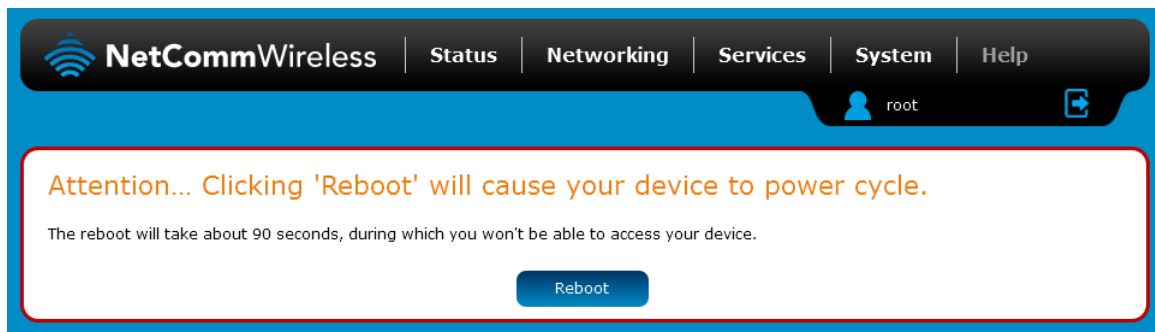 NetCommWireless Status Networking Services System Help
root
Attention... Clicking 'Reboot' will cause your device to power cycle.
The reboot will take about 90 seconds, during which you won't be able to access your device.
Reboot